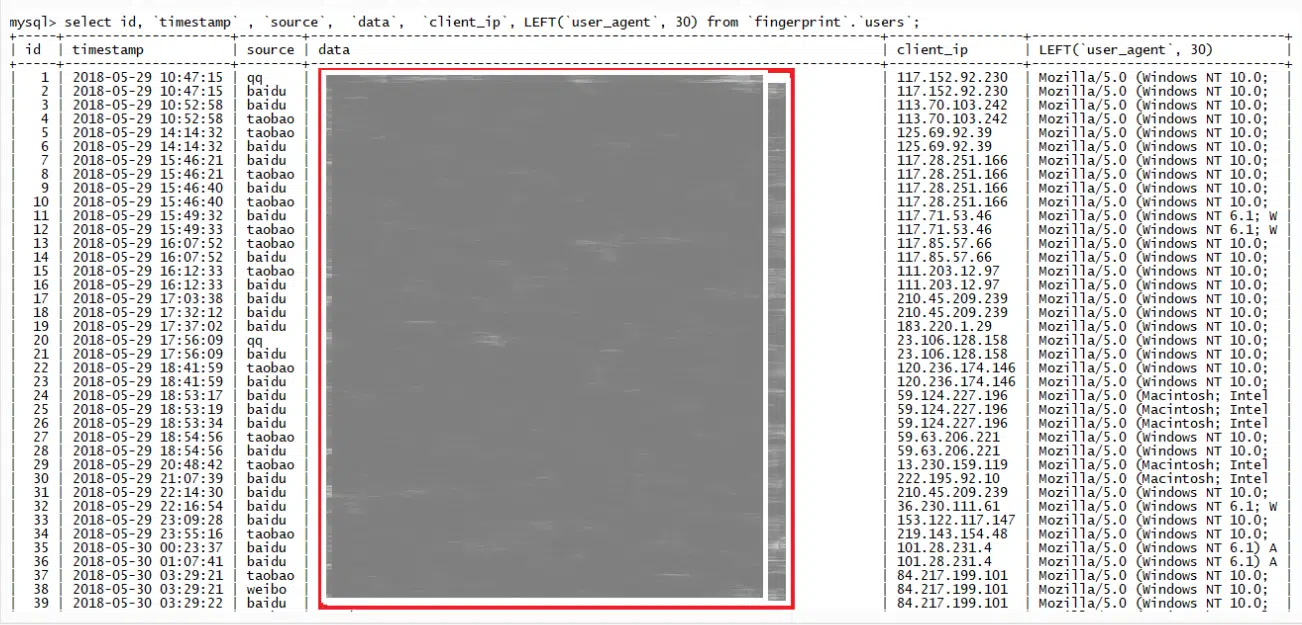 mysql> select id, `timestamp` , `source`, `data`, `client_ip`, LEFT(`user_agent`, 30) from `fingerprint`.`users`;
| id | timestamp | source | data | client_ip | LEFT(`user_agent`, 30) |
| 1 | 2018-05-29 10:47:15 | qq | 117.152.92.230 | Mozilla/5.0 (Windows NT 10.0; |
| 2 | 2018-05-29 10:47:15 | baidu | 117.152.92.230 | Mozilla/5.0 (Windows NT 10.0; |
| 3 | 2018-05-29 10:52:58 | baidu | 113.70.103.242 | Mozilla/5.0 (Windows NT 10.0; |
| 4 | 2018-05-29 10:52:58 | taobao | 113.70.103.242 | Mozilla/5.0 (Windows NT 10.0; |
| 5 | 2018-05-29 14:14:32 | taobao | 125.69.92.39 | Mozilla/5.0 (Windows NT 10.0; |
| 6 | 2018-05-29 14:14:32 | baidu | 125.69.92.39 | Mozilla/5.0 (Windows NT 10.0; |
| 7 | 2018-05-29 15:46:21 | baidu | 117.28.251.166 | Mozilla/5.0 (Windows NT 10.0; |
| 8 | 2018-05-29 15:46:21 | taobao | 117.28.251.166 | Mozilla/5.0 (Windows NT 10.0; |
| 9 | 2018-05-29 15:46:40 | baidu | 117.28.251.166 | Mozilla/5.0 (Windows NT 10.0; |
| 10 | 2018-05-29 15:46:40 | taobao | 117.28.251.166 | Mozilla/5.0 (Windows NT 10.0; |
| 11 | 2018-05-29 15:49:32 | baidu | 117.71.53.46 | Mozilla/5.0 (Windows NT 6.1; W |
| 12 | 2018-05-29 15:49:33 | taobao | 117.71.53.46 | Mozilla/5.0 (Windows NT 6.1; W |
| 13 | 2018-05-29 16:07:52 | taobao | 117.85.57.66 | Mozilla/5.0 (Windows NT 10.0; |
| 14 | 2018-05-29 16:07:52 | baidu | 117.85.57.66 | Mozilla/5.0 (Windows NT 10.0; |
| 15 | 2018-05-29 16:12:33 | taobao | 111.203.12.97 | Mozilla/5.0 (Windows NT 10.0; |
| 16 | 2018-05-29 16:12:33 | baidu | 111.203.12.97 | Mozilla/5.0 (Windows NT 10.0; |
| 17 | 2018-05-29 17:03:38 | baidu | 210.45.209.239 | Mozilla/5.0 (Windows NT 10.0; |
| 18 | 2018-05-29 17:32:12 | baidu | 210.45.209.239 | Mozilla/5.0 (Windows NT 10.0; |
| 19 | 2018-05-29 17:37:02 | baidu | 183.220.1.29 | Mozilla/5.0 (Windows NT 10.0; |
| 20 | 2018-05-29 17:56:09 | qq | 23.106.128.158 | Mozilla/5.0 (Windows NT 10.0; |
| 21 | 2018-05-29 17:56:09 | baidu | 23.106.128.158 | Mozilla/5.0 (Windows NT 10.0; |
| 22 | 2018-05-29 18:41:59 | taobao | 120.236.174.146 | Mozilla/5.0 (Windows NT 10.0; |
| 23 | 2018-05-29 18:41:59 | baidu | 120.236.174.146 | Mozilla/5.0 (Windows NT 10.0; |
| 24 | 2018-05-29 18:53:17 | baidu | 59.124.227.196 | Mozilla/5.0 (Macintosh; Intel |
| 25 | 2018-05-29 18:53:19 | baidu | 59.124.227.196 | Mozilla/5.0 (Macintosh; Intel |
| 26 | 2018-05-29 18:53:34 | baidu | 59.124.227.196 | Mozilla/5.0 (Macintosh; Intel |
| 27 | 2018-05-29 18:54:56 | taobao | 59.63.206.221 | Mozilla/5.0 (Windows NT 10.0; |
| 28 | 2018-05-29 18:54:56 | baidu | 59.63.206.221 | Mozilla/5.0 (Windows NT 10.0; |
| 29 | 2018-05-29 20:48:42 | taobao | 13.230.159.119 | Mozilla/5.0 (Macintosh; Intel |
| 30 | 2018-05-29 21:07:39 | baidu | 222.195.92.10 | Mozilla/5.0 (Macintosh; Intel |
| 31 | 2018-05-29 22:14:30 | baidu | 210.45.209.239 | Mozilla/5.0 (Windows NT 10.0; |
| 32 | 2018-05-29 22:16:54 | baidu | 36.230.111.61 | Mozilla/5.0 (Windows NT 6.1; W |
| 33 | 2018-05-29 23:09:28 | baidu | 153.122.117.147 | Mozilla/5.0 (Windows NT 10.0; |
| 34 | 2018-05-29 23:55:16 | taobao | 219.143.154.48 | Mozilla/5.0 (Windows NT 10.0; |
| 35 | 2018-05-30 00:23:37 | baidu | 101.28.231.4 | Mozilla/5.0 (Windows NT 6.1) A |
| 36 | 2018-05-30 01:07:41 | baidu | 101.28.231.4 | Mozilla/5.0 (Windows NT 6.1) A |
| 37 | 2018-05-30 03:29:21 | taobao | 84.217.199.101 | Mozilla/5.0 (Windows NT 10.0; |
| 38 | 2018-05-30 03:29:21 | weibo | 84.217.199.101 | Mozilla/5.0 (Windows NT 10.0; |
| 39 | 2018-05-30 03:29:22 | baidu | 84.217.199.101 | Mozilla/5.0 (Windows NT 10.0; |